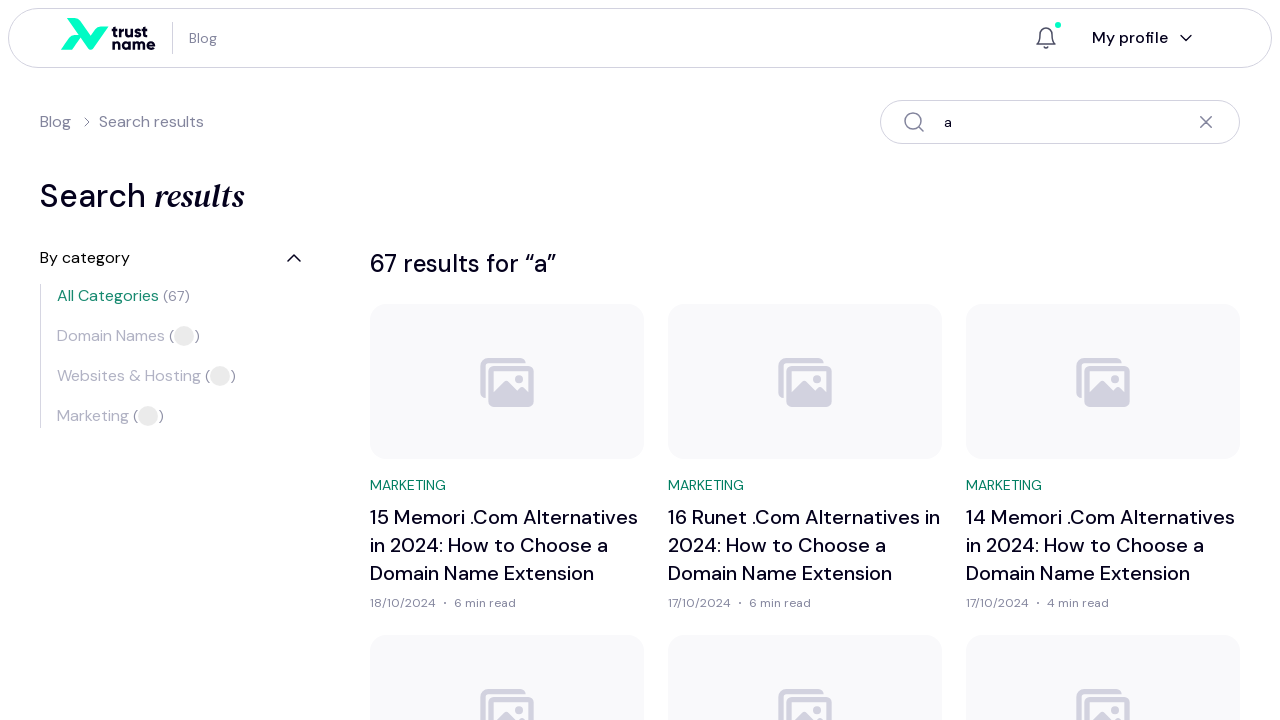 trust
name
Blog
My profile
Blog
Search results
a
Search results
By category
67 results for “a”
All Categories (67)
Domain Names ( )
Websites & Hosting ( )
Marketing ( )
MARKETING
15 Memori .Com Alternatives
in 2024: How to Choose a
Domain Name Extension
18/10/2024 • 6 min read
MARKETING
16 Runet .Com Alternatives in
2024: How to Choose a
Domain Name Extension
17/10/2024 • 6 min read
MARKETING
14 Memori .Com Alternatives
in 2024: How to Choose a
Domain Name Extension
17/10/2024 • 4 min read